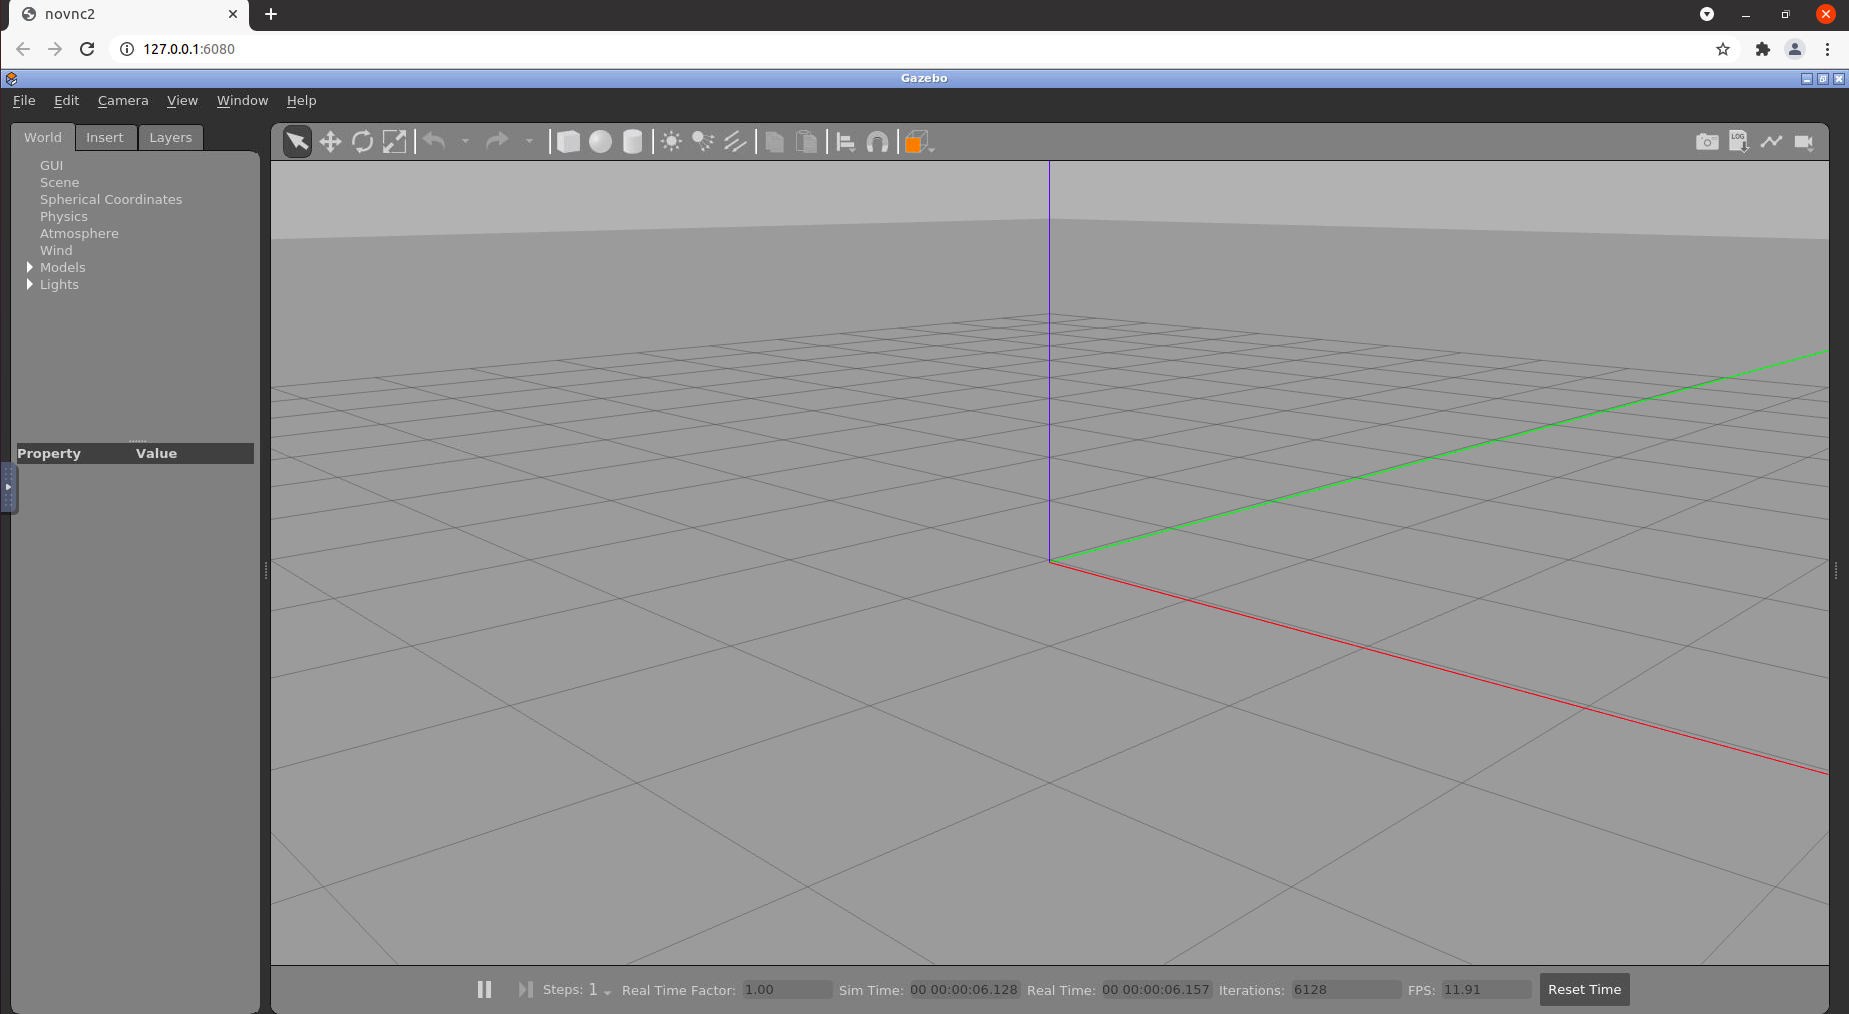 novnc2
127.0.0.1:6080
Gazebo
File Edit Camera View Window Help
World Insert Layers
LOG
GUI
Scene
Spherical Coordinates
Physics
Atmosphere
Wind
Models
Lights
Property Value
Steps: 1 Real Time Factor: 1.00 Sim Time: 00 00:00:06.128 Real Time: 00 00:00:06.157 Iterations: 6128 FPS: 11.91 Reset Time